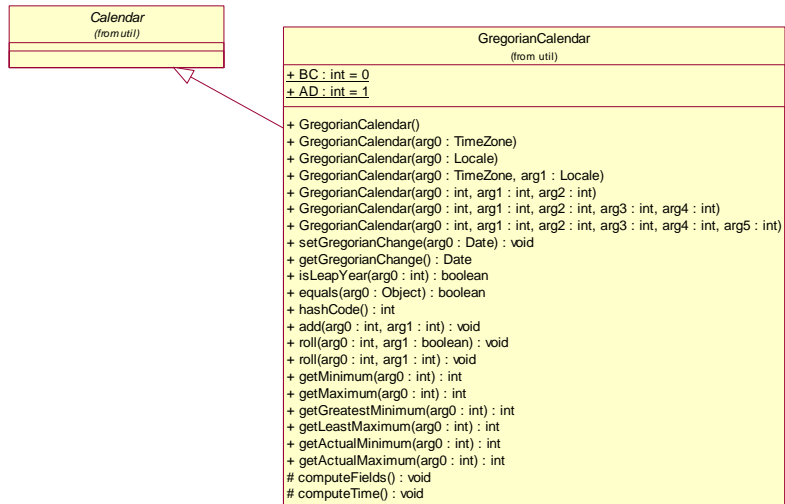 Calendar
(from util)
GregorianCalendar
(from util)
+ BC : int = 0
+ AD : int = 1
+ GregorianCalendar()
+ GregorianCalendar(arg0 : TimeZone)
+ GregorianCalendar(arg0 : Locale)
+ GregorianCalendar(arg0 : TimeZone, arg1 : Locale)
+ GregorianCalendar(arg0 : int, arg1 : int, arg2 : int)
+ GregorianCalendar(arg0 : int, arg1 : int, arg2 : int, arg3 : int, arg4 : int)
+ GregorianCalendar(arg0 : int, arg1 : int, arg2 : int, arg3 : int, arg4 : int, arg5 : int)
+ setGregorianChange(arg0 : Date) : void
+ getGregorianChange() : Date
+ isLeapYear(arg0 : int) : boolean
+ equals(arg0 : Object) : boolean
+ hashCode() : int
+ add(arg0 : int, arg1 : int) : void
+ roll(arg0 : int, arg1 : boolean) : void
+ roll(arg0 : int, arg1 : int) : void
+ getMinimum(arg0 : int) : int
+ getMaximum(arg0 : int) : int
+ getGreatestMinimum(arg0 : int) : int
+ getLeastMaximum(arg0 : int) : int
+ getActualMinimum(arg0 : int) : int
+ getActualMaximum(arg0 : int) : int
# computeFields() : void
# computeTime() : void